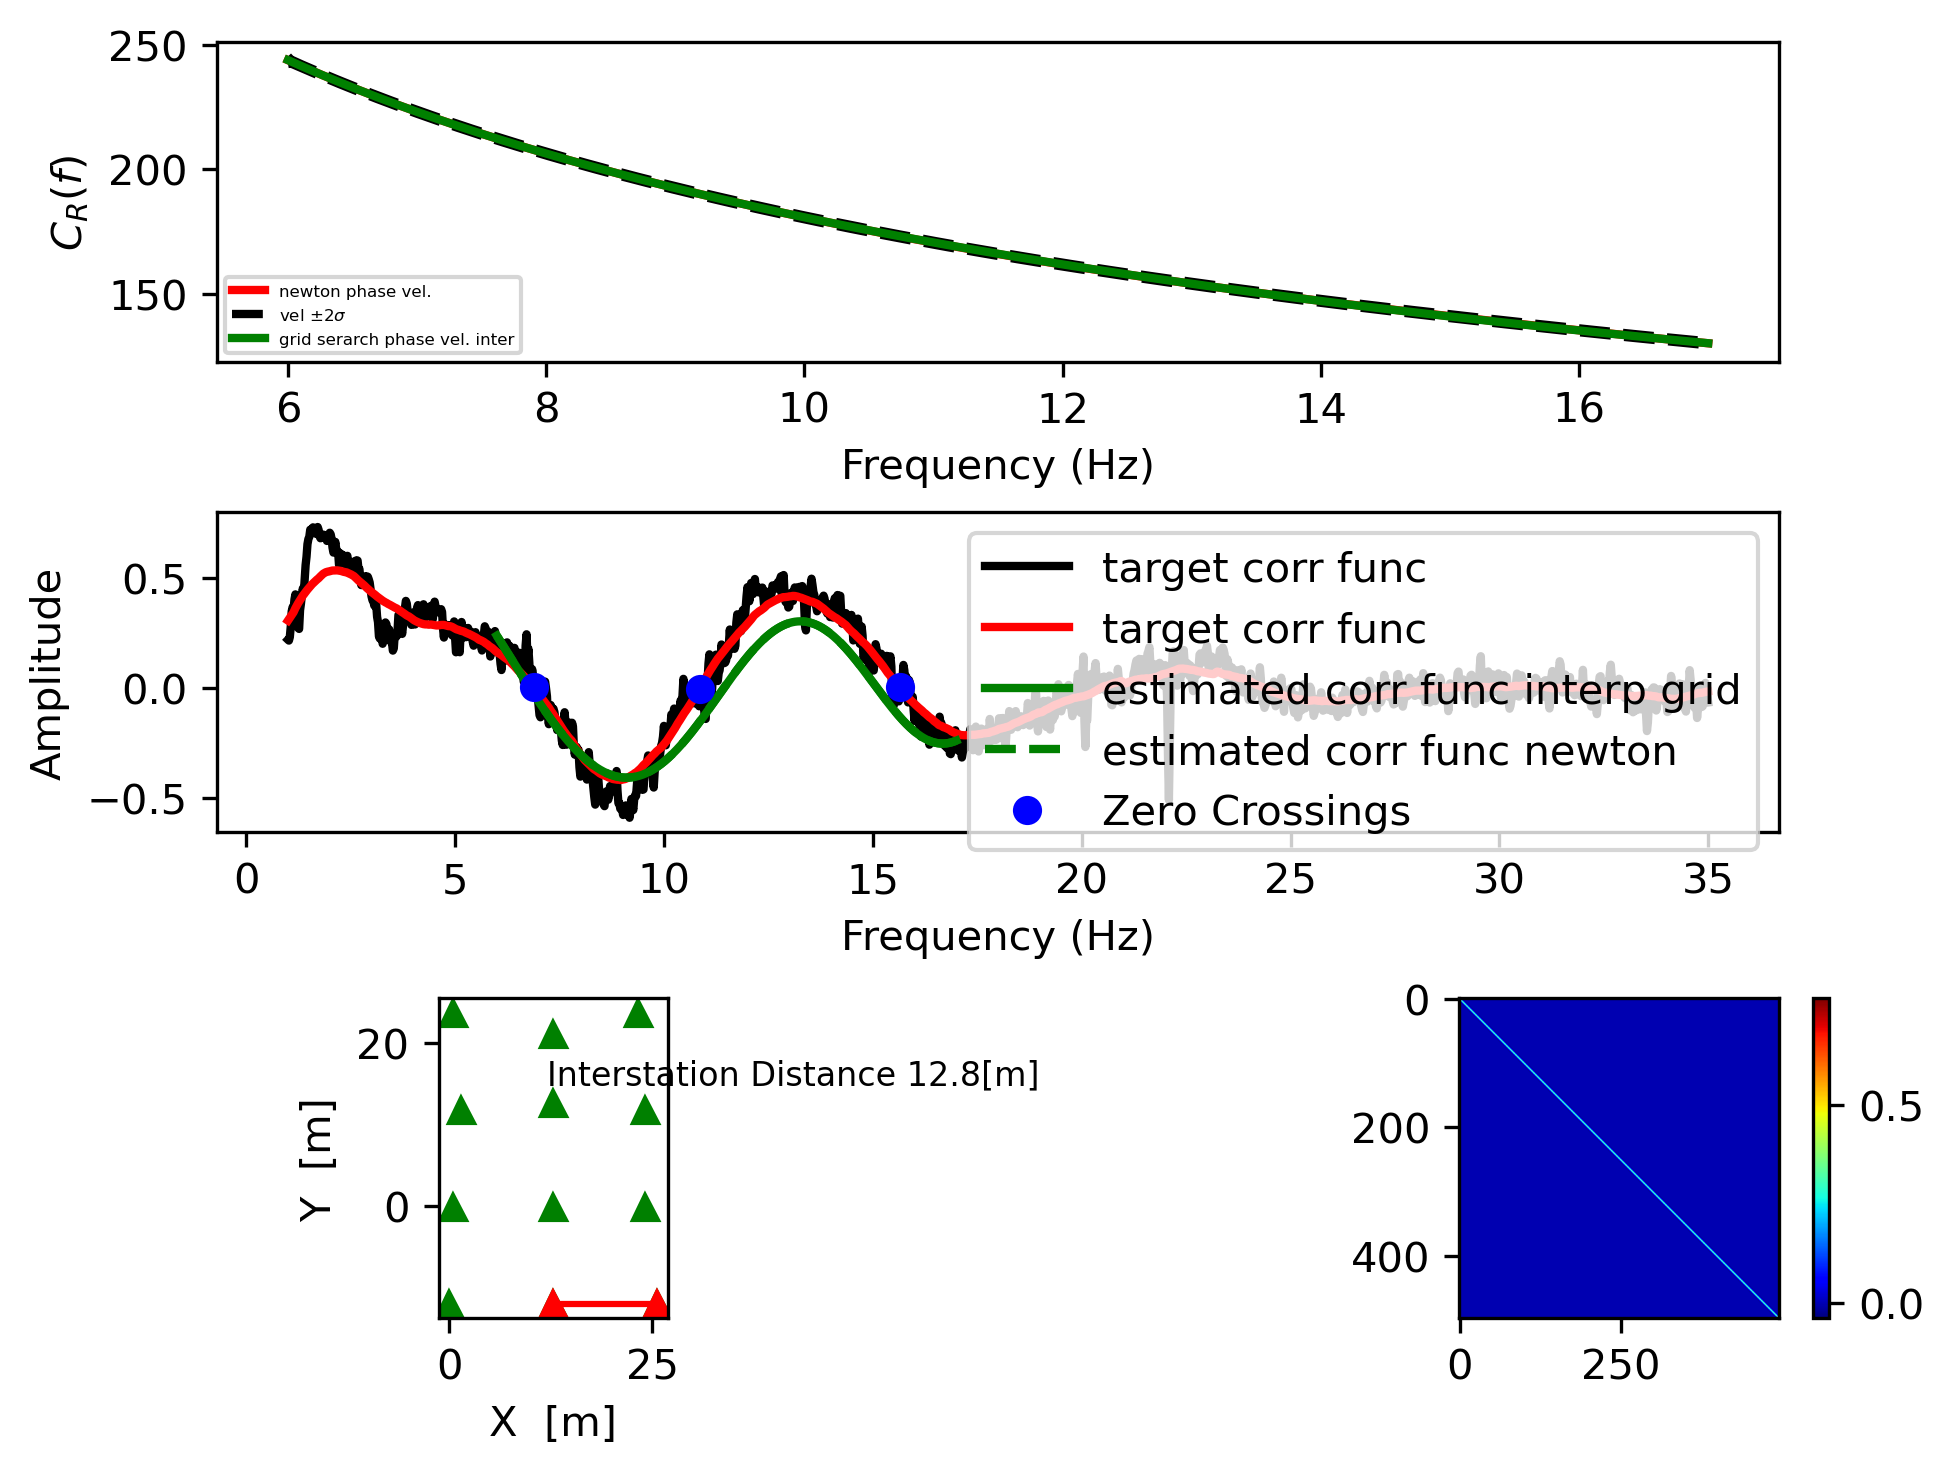 250
200
150
C_R(f)
newton phase vel.
vel ±2σ
grid serarch phase vel. inter
6 8 10 12 14 16
Frequency (Hz)
0.5
0.0
−0.5
Amplitude
target corr func
target corr func
estimated corr func interp grid
estimated corr func newton
Zero Crossings
0 5 10 15 20 25 30 35
Frequency (Hz)
20
0
Y [m]
Interstation Distance 12.8[m]
0 25
X [m]
0
200
400
0 250
0.5
0.0